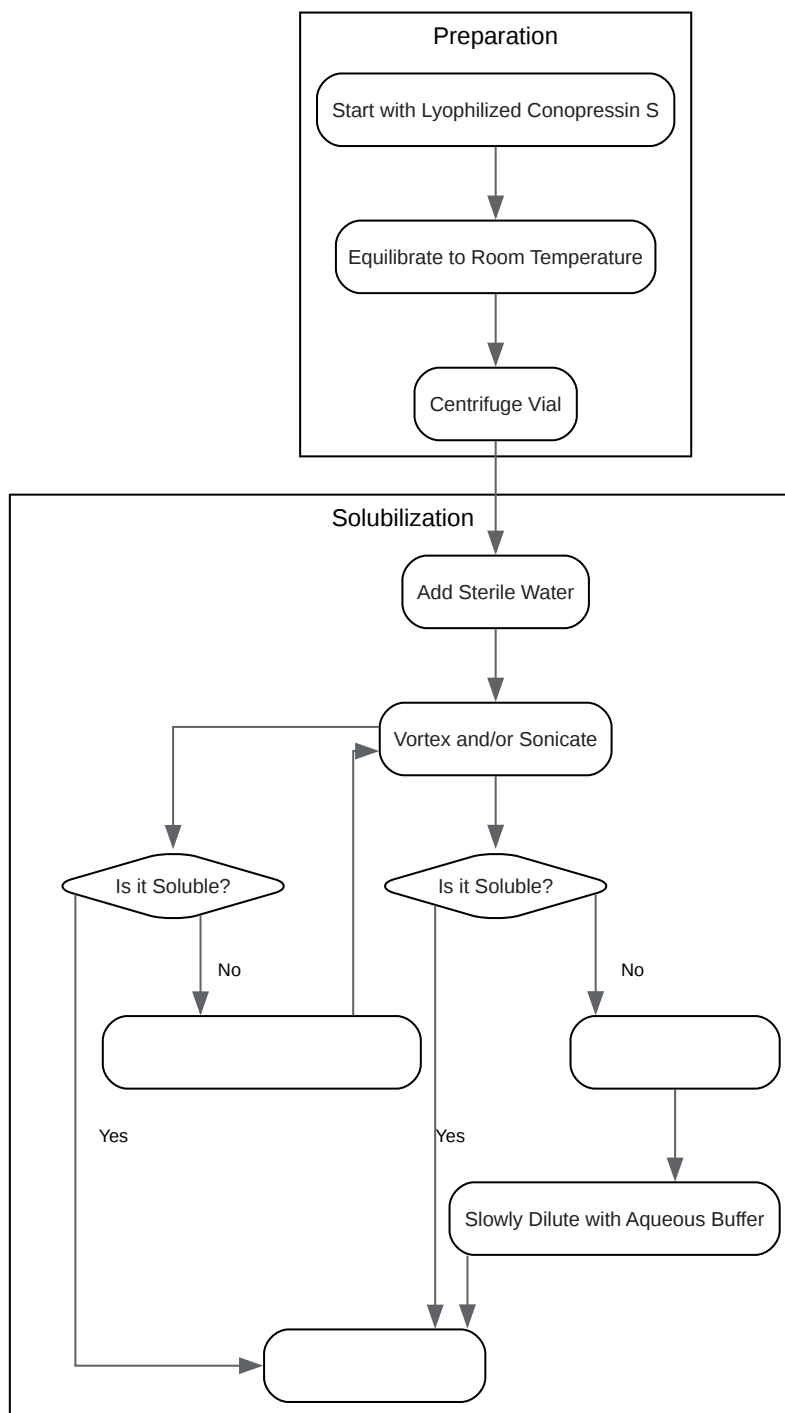 Preparation
Start with Lyophilized Conopressin S
Equilibrate to Room Temperature
Centrifuge Vial
Solubilization
Add Sterile Water
Vortex and/or Sonicate
Is it Soluble?
Is it Soluble?
No
No
Yes
Yes
Slowly Dilute with Aqueous Buffer